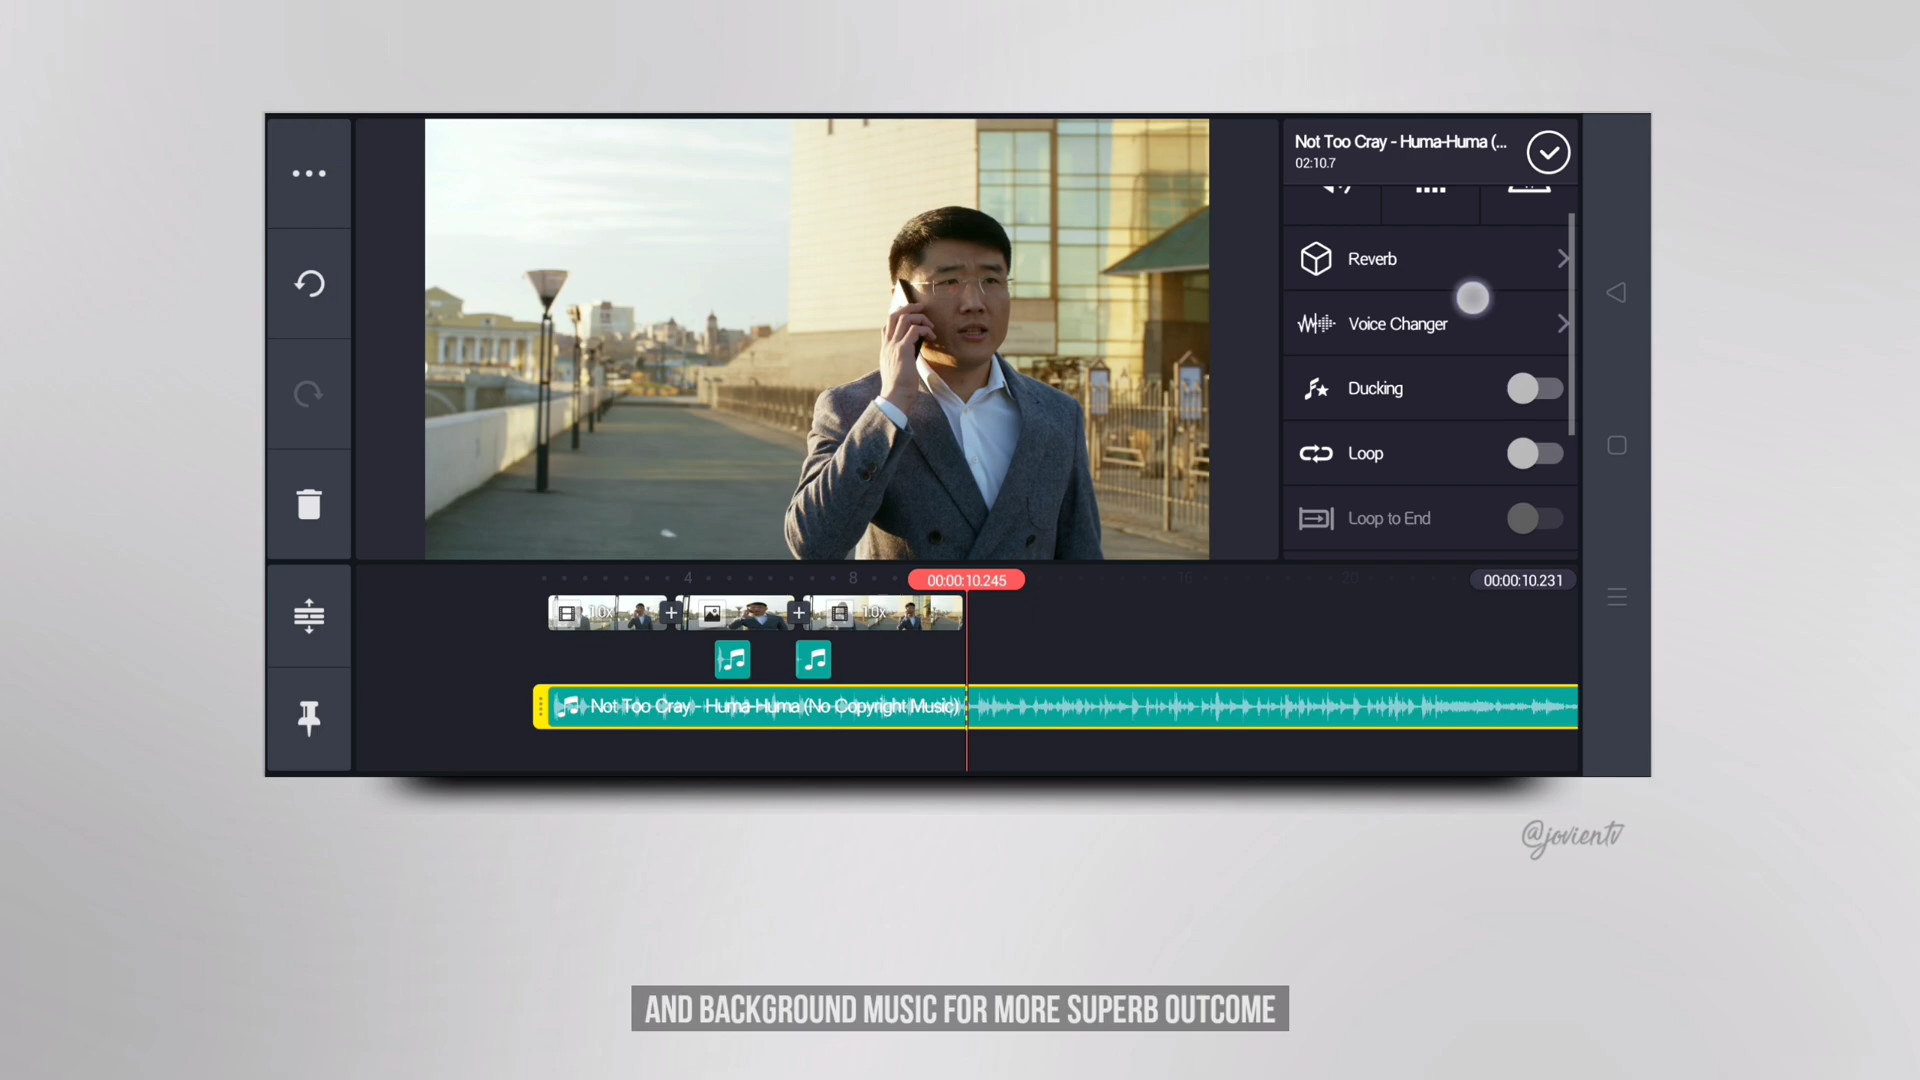 Not Too Cray - Huma-Huma (...
02:10.7
Reverb
Voice Changer
Ducking
Loop
Loop to End
4
8
00:00:10.245
16
20
00:00:10.231
1.0x
1.0x
Not Too Cray - Huma-Huma (No Copyright Music)
@jovientv
AND BACKGROUND MUSIC FOR MORE SUPERB OUTCOME